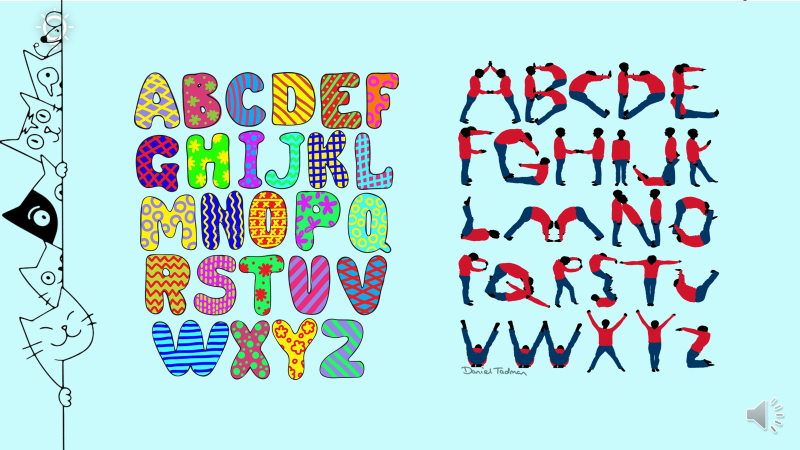 ABCDEF
GHIJKL
MNOPQ
RSTUV
WXYZ
ABCDE
FGHIJK
LMNO
PQRSTU
VWXYZ
Daniel Tadman